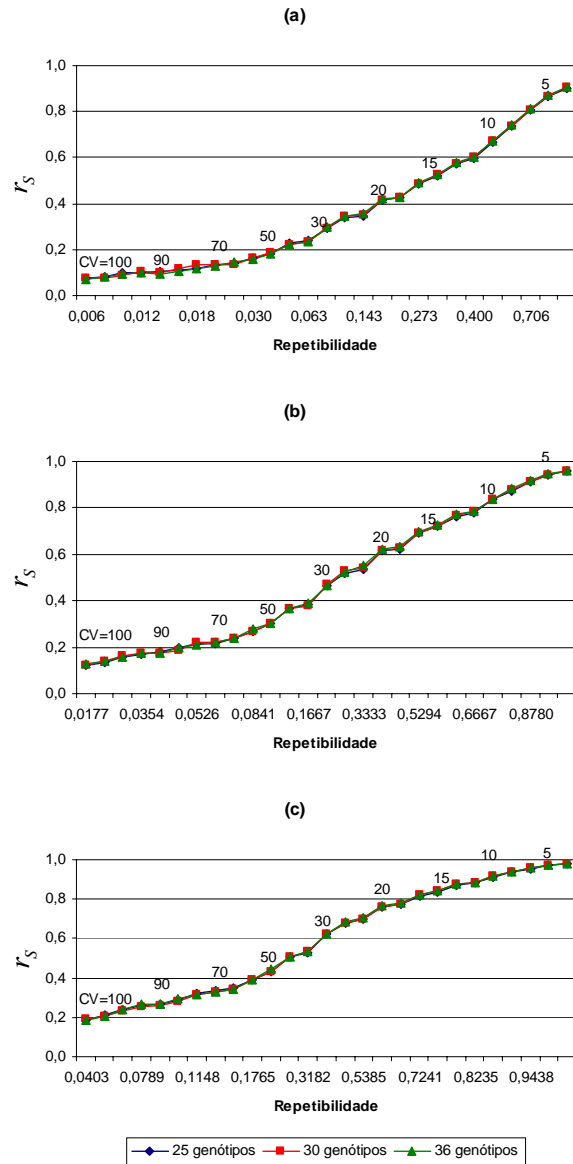 (a)
1,0
0,8
0,6
0,4
0,2
0,0
r_S
CV=100 90 70 50 30 20 15 10 5
0,006 0,012 0,018 0,030 0,063 0,143 0,273 0,400 0,706
Repetibilidade
(b)
1,0
0,8
0,6
0,4
0,2
0,0
r_S
CV=100 90 70 50 30 20 15 10 5
0,0177 0,0354 0,0526 0,0841 0,1667 0,3333 0,5294 0,6667 0,8780
Repetibilidade
(c)
1,0
0,8
0,6
0,4
0,2
0,0
r_S
CV=100 90 70 50 30 20 15 10 5
0,0403 0,0789 0,1148 0,1765 0,3182 0,5385 0,7241 0,8235 0,9438
Repetibilidade
25 genótipos 30 genótipos 36 genótipos